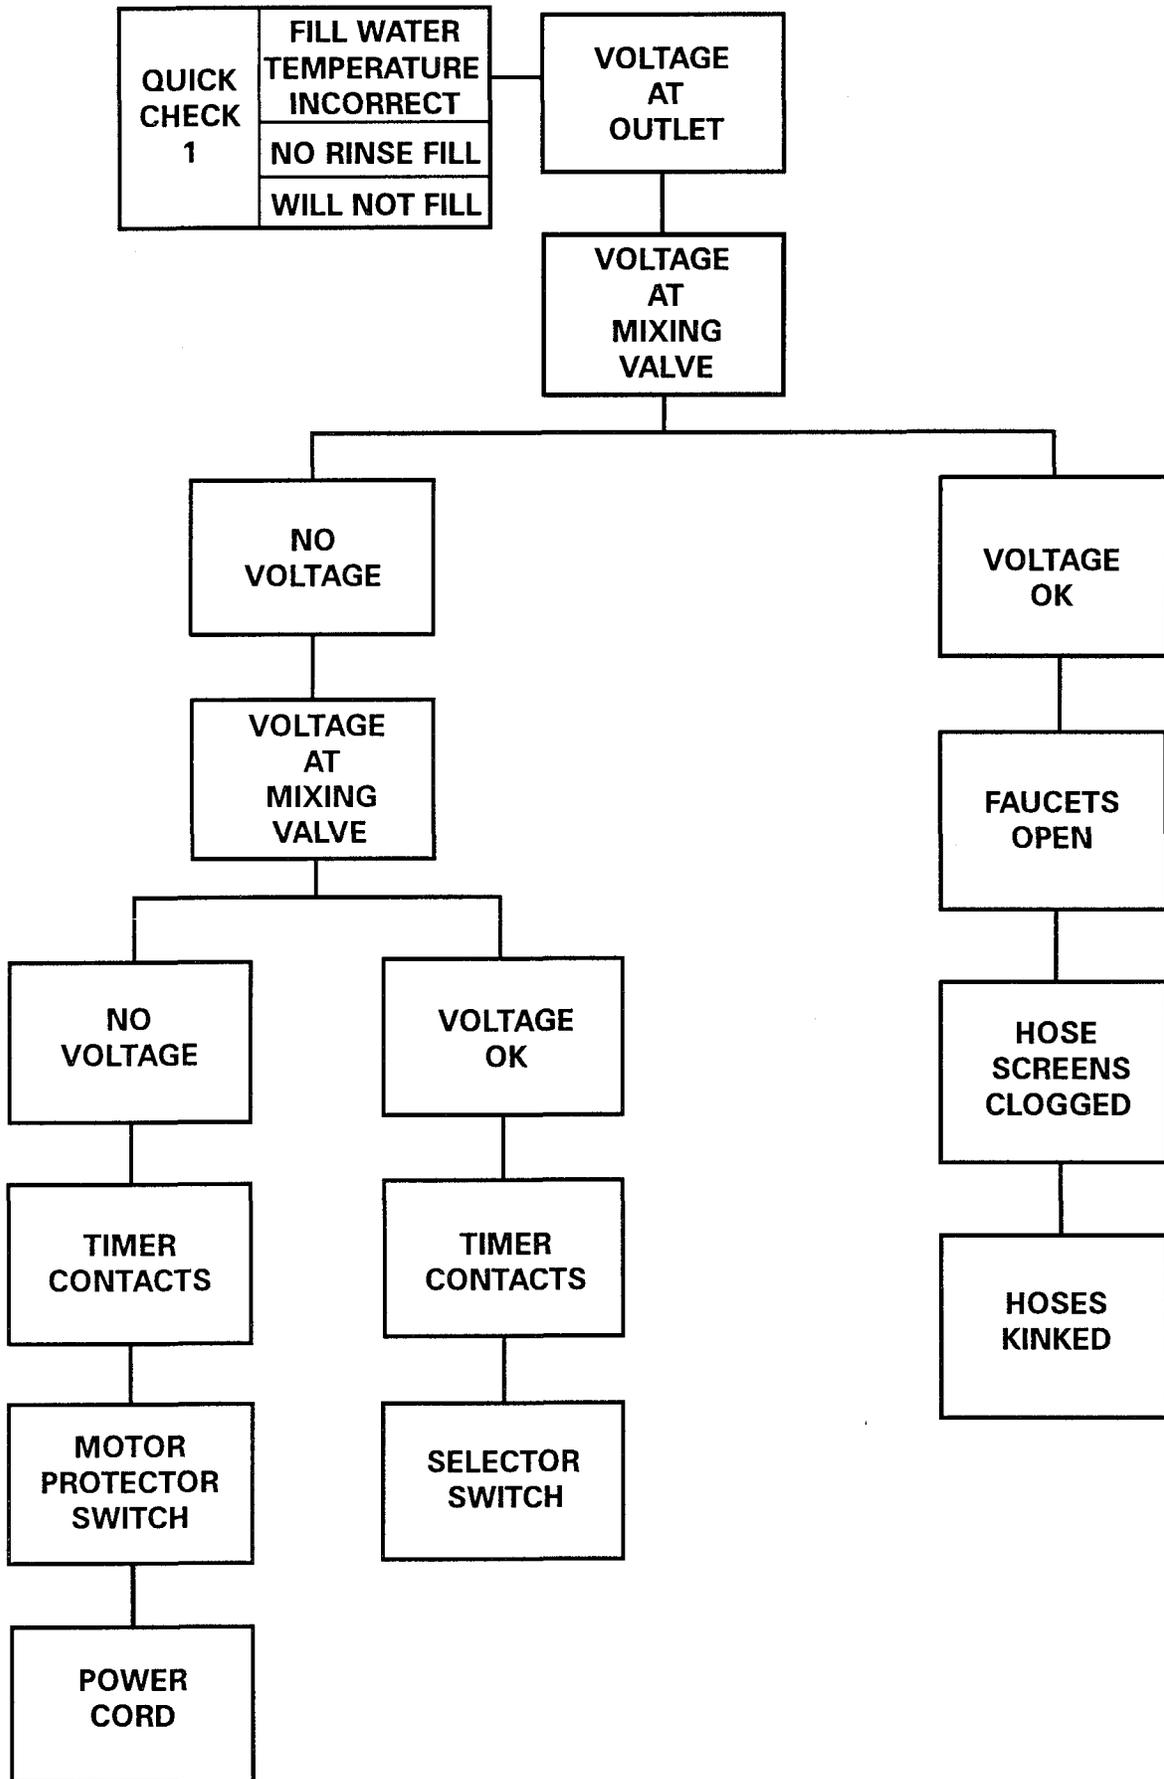 QUICK
CHECK
1
FILL WATER
TEMPERATURE
INCORRECT
NO RINSE FILL
WILL NOT FILL
VOLTAGE
AT
OUTLET
VOLTAGE
AT
MIXING
VALVE
NO
VOLTAGE
VOLTAGE
OK
VOLTAGE
AT
MIXING
VALVE
FAUCETS
OPEN
NO
VOLTAGE
VOLTAGE
OK
HOSE
SCREENS
CLOGGED
TIMER
CONTACTS
TIMER
CONTACTS
HOSES
KINKED
MOTOR
PROTECTOR
SWITCH
SELECTOR
SWITCH
POWER
CORD